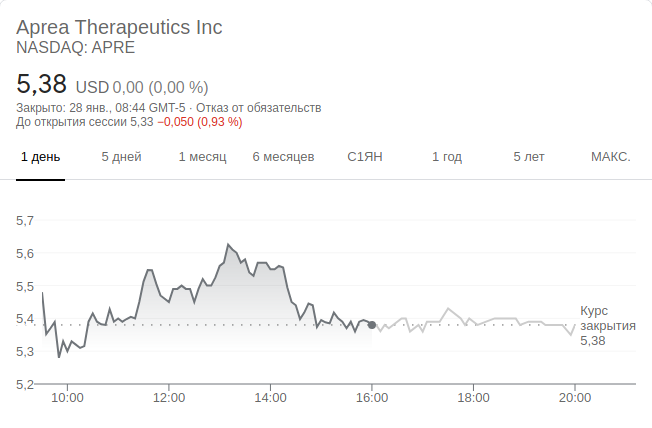 Aprea Therapeutics Inc
NASDAQ: APRE
5,38 USD 0,00 (0,00 %)
Закрыто: 28 янв., 08:44 GMT-5 · Отказ от обязательств
До открытия сессии 5,33 −0,050 (0,93 %)
1 день 5 дней 1 месяц 6 месяцев С1ЯН 1 год 5 лет МАКС.
5,7
5,6
5,5
5,4
5,3
5,2
Курс
закрытия
5,38
10:00 12:00 14:00 16:00 18:00 20:00